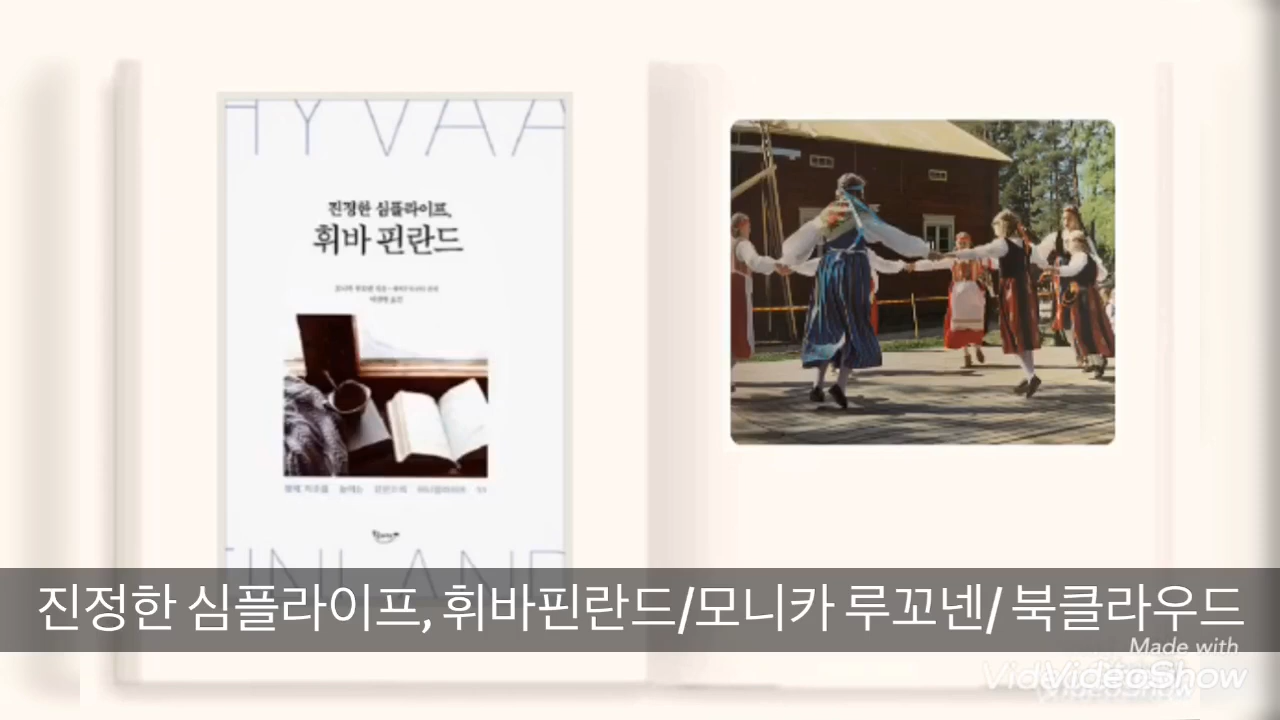 HYVAA
진정한 심플라이프,
휘바 핀란드
FINLAND
진정한 심플라이프, 휘바핀란드/모니카 루꼬넨/ 북클라우드
Made with
VideoShow